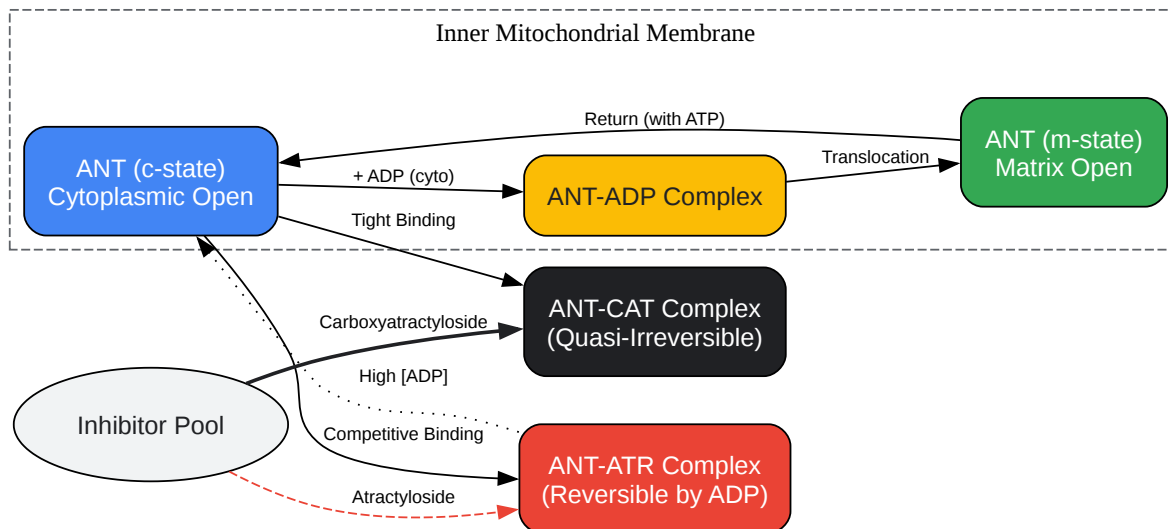 Inner Mitochondrial Membrane
Return (with ATP)
ANT (c-state)
Cytoplasmic Open
+ ADP (cyto)
ANT-ADP Complex
Translocation
ANT (m-state)
Matrix Open
Tight Binding
ANT-CAT Complex
(Quasi-Irreversible)
Carboxyatractyloside
High [ADP]
Inhibitor Pool
Competitive Binding
ANT-ATR Complex
(Reversible by ADP)
Atractyloside